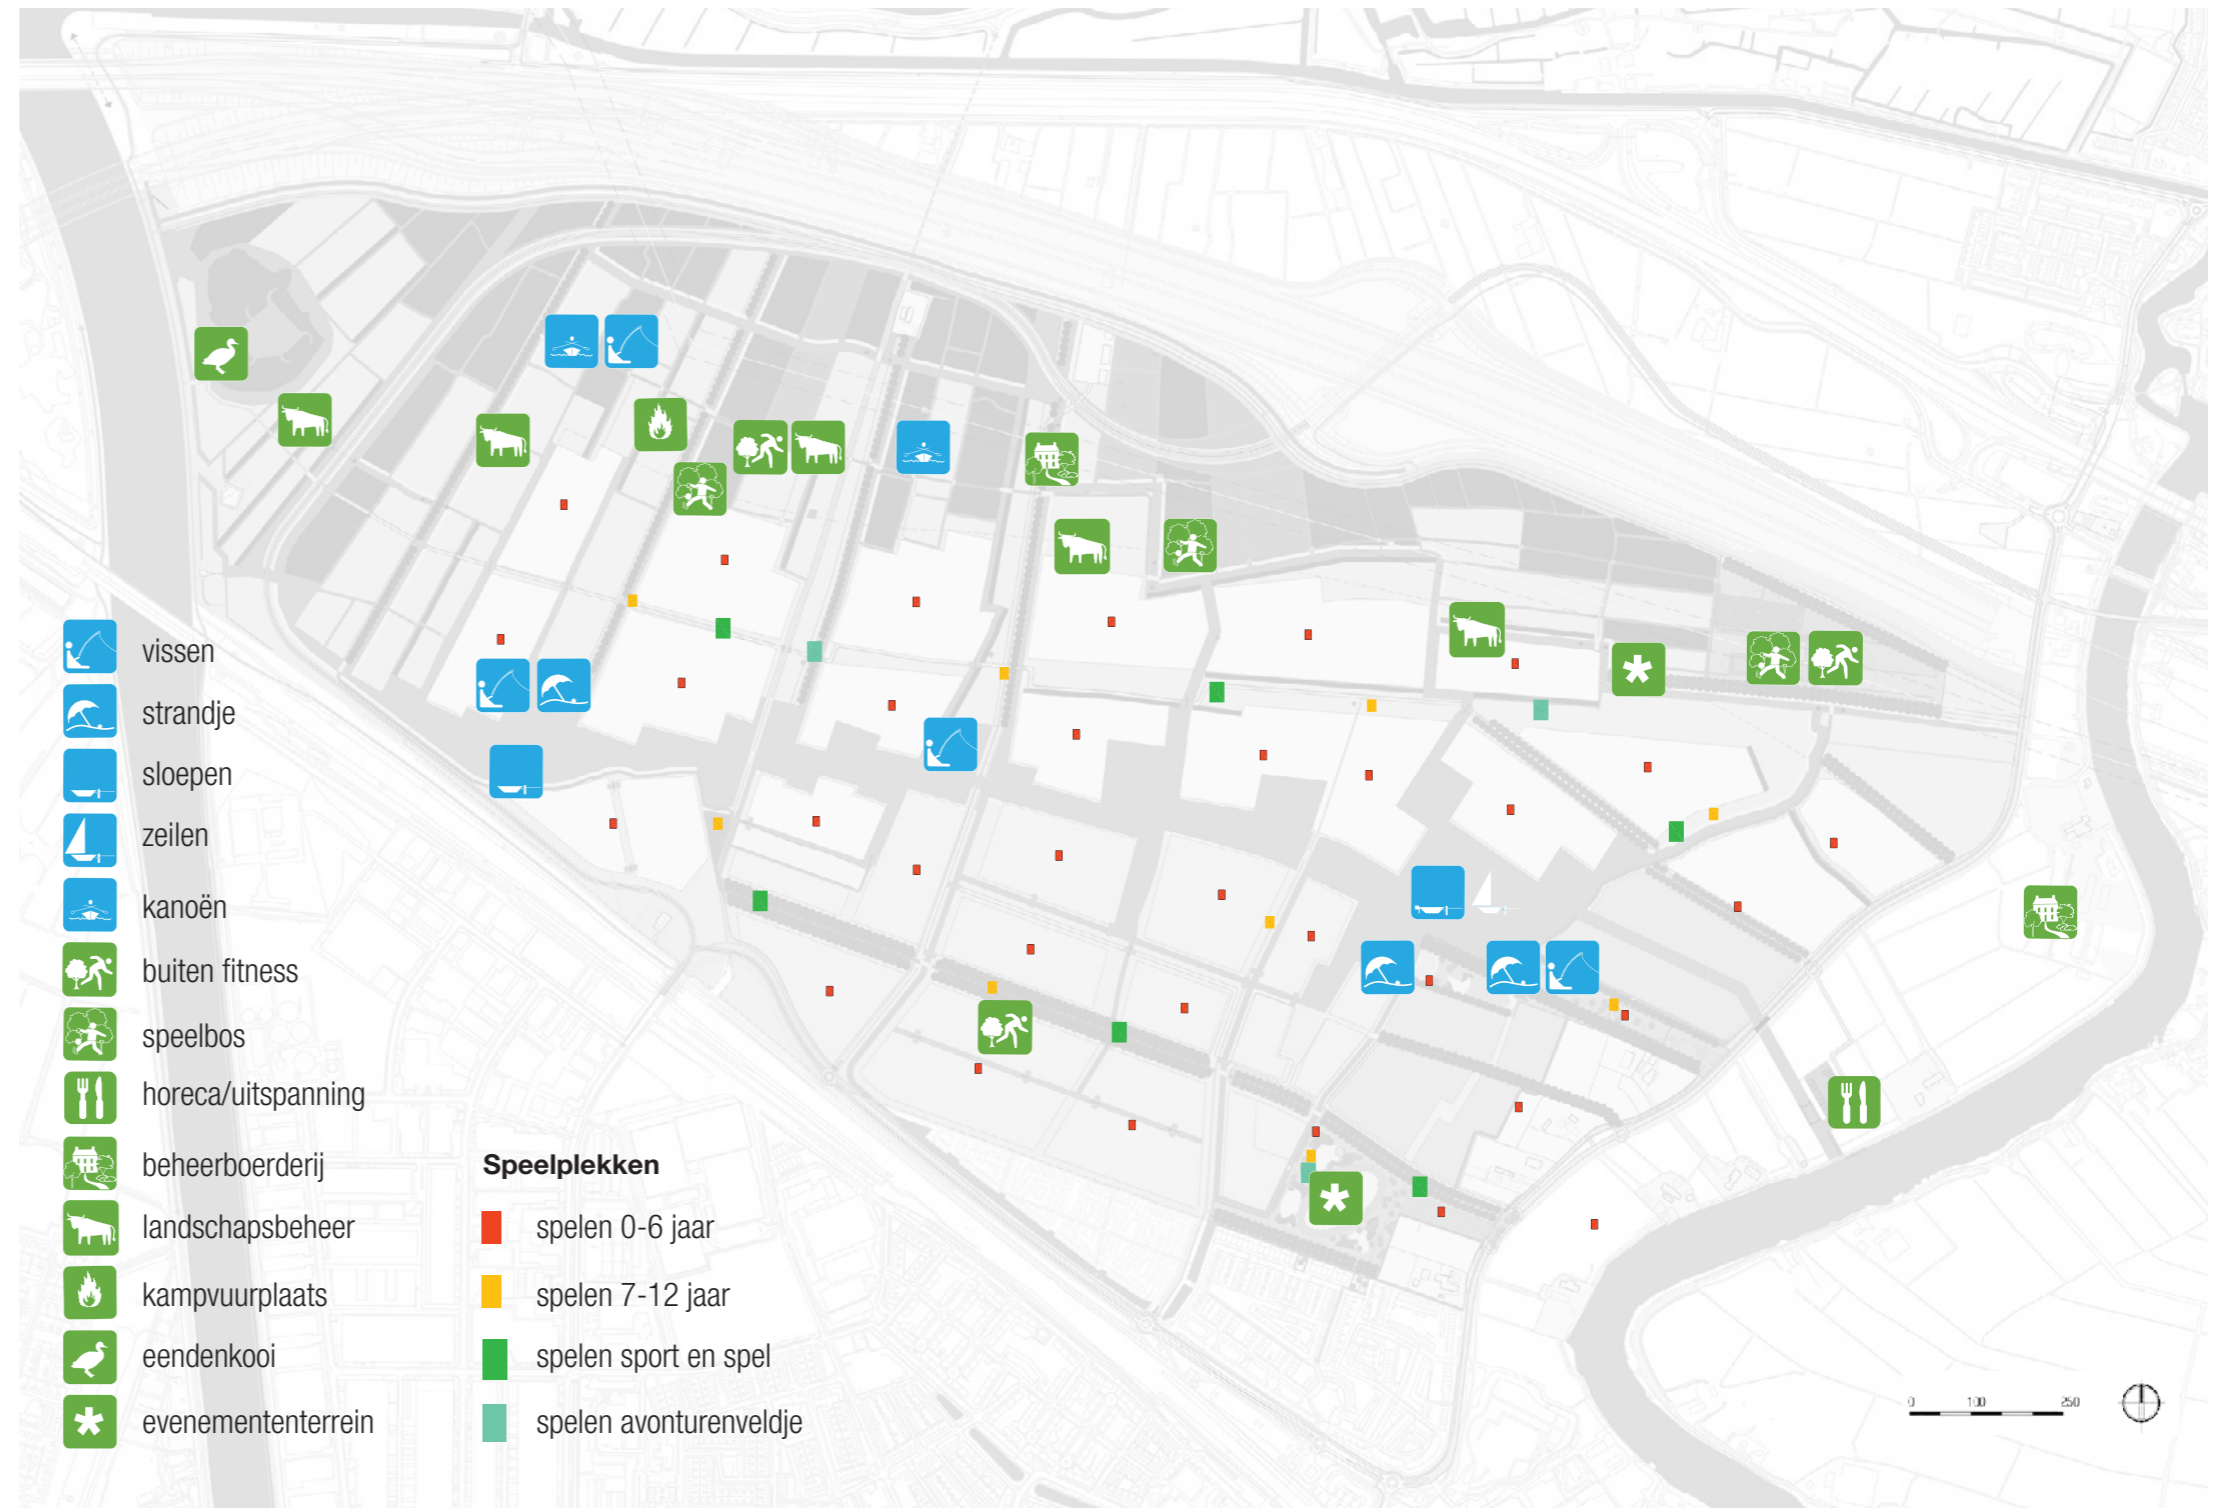 vissen
strandje
sloepen
zeilen
kanoën
buiten fitness
speelbos
horeca/uitspanning
beheerboerderij
landschapsbeheer
kampvuurplaats
eendenkooi
evenemententerrein
Speelplekken
spelen 0-6 jaar
spelen 7-12 jaar
spelen sport en spel
spelen avonturenveldje
0 100 250